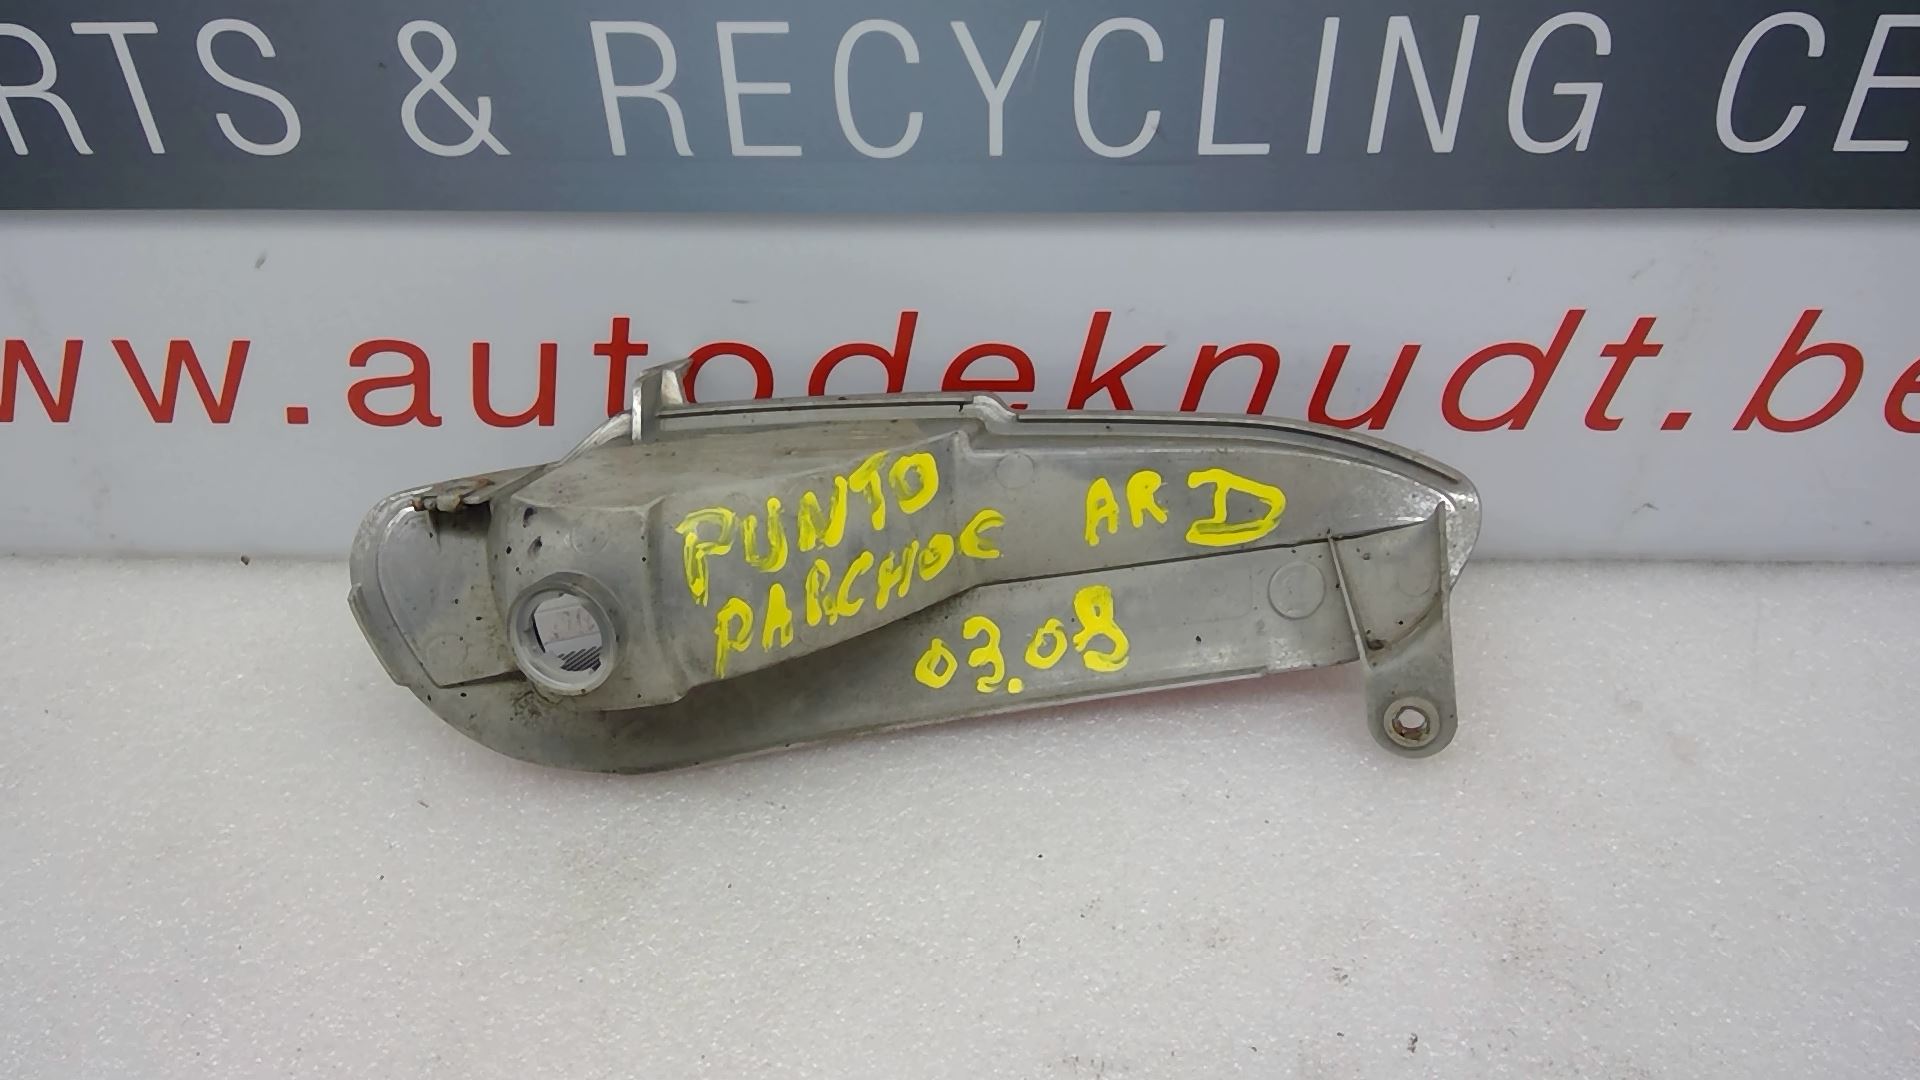 RTS & RECYCLING CE
ww.autodeknudt.be
PUNTO
PARCHOC AR D
03.08